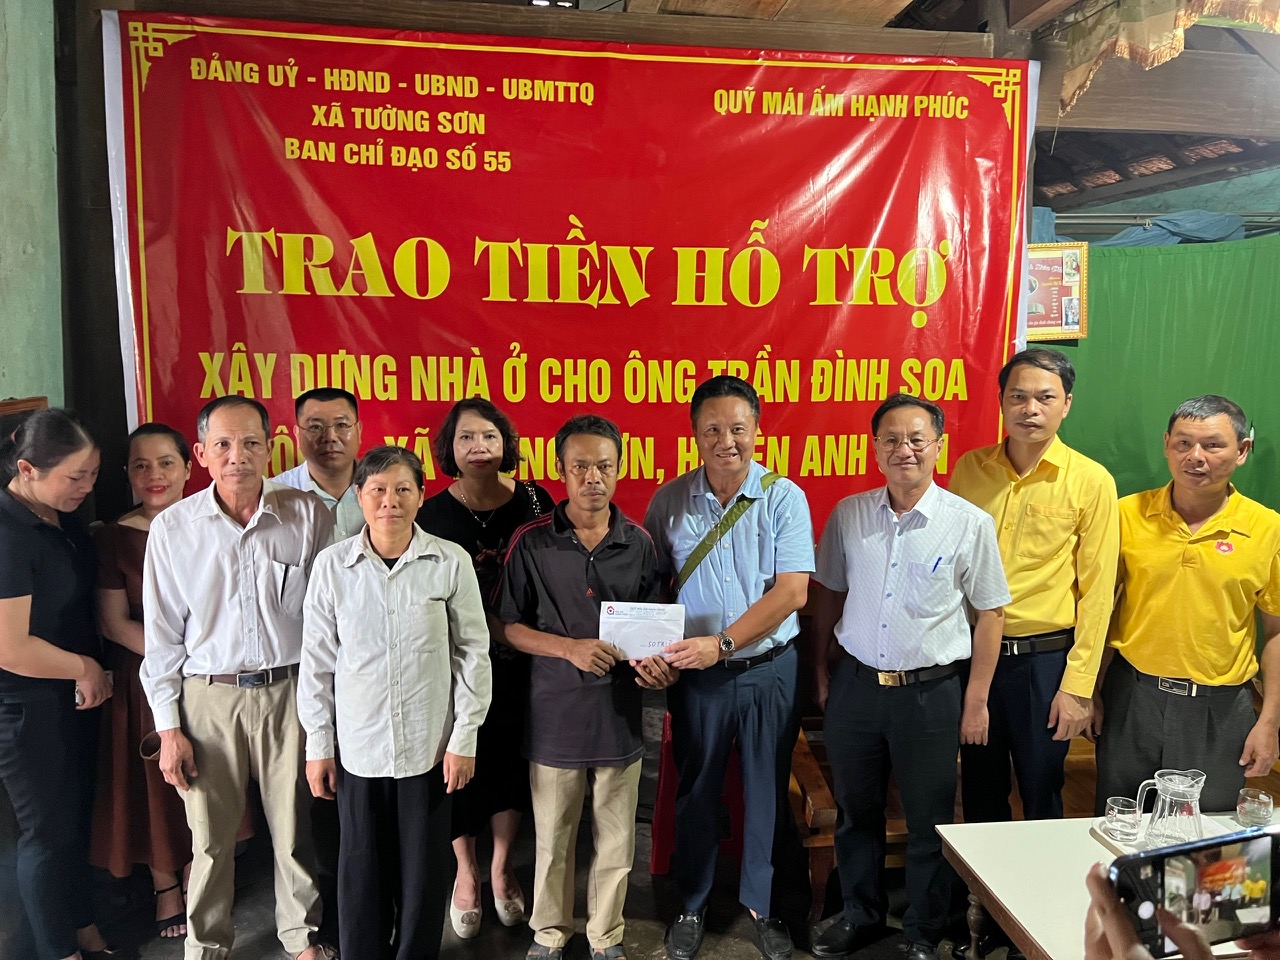 ĐẢNG UỶ - HĐND - UBND - UBMTTQ
XÃ TƯỜNG SƠN
BAN CHỈ ĐẠO SỐ 55
QUỸ MÁI ẤM HẠNH PHÚC
TRAO TIỀN HỖ TRỢ
XÂY DỰNG NHÀ Ở CHO ÔNG TRẦN ĐÌNH SOA
XÃ ANH